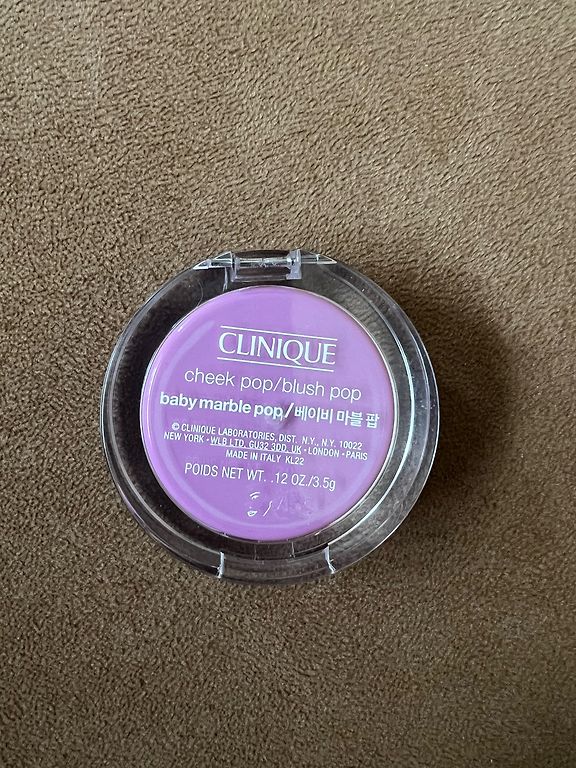 CLINIQUE
cheek pop/blush pop
baby marble pop/베이비 마블 팝
© CLINIQUE LABORATORIES, DIST. N.Y., N.Y. 10022
NEW YORK · WLB LTD, GU32 3DD, UK · LONDON · PARIS
MADE IN ITALY KL22
POIDS NET WT. .12 OZ./3.5g